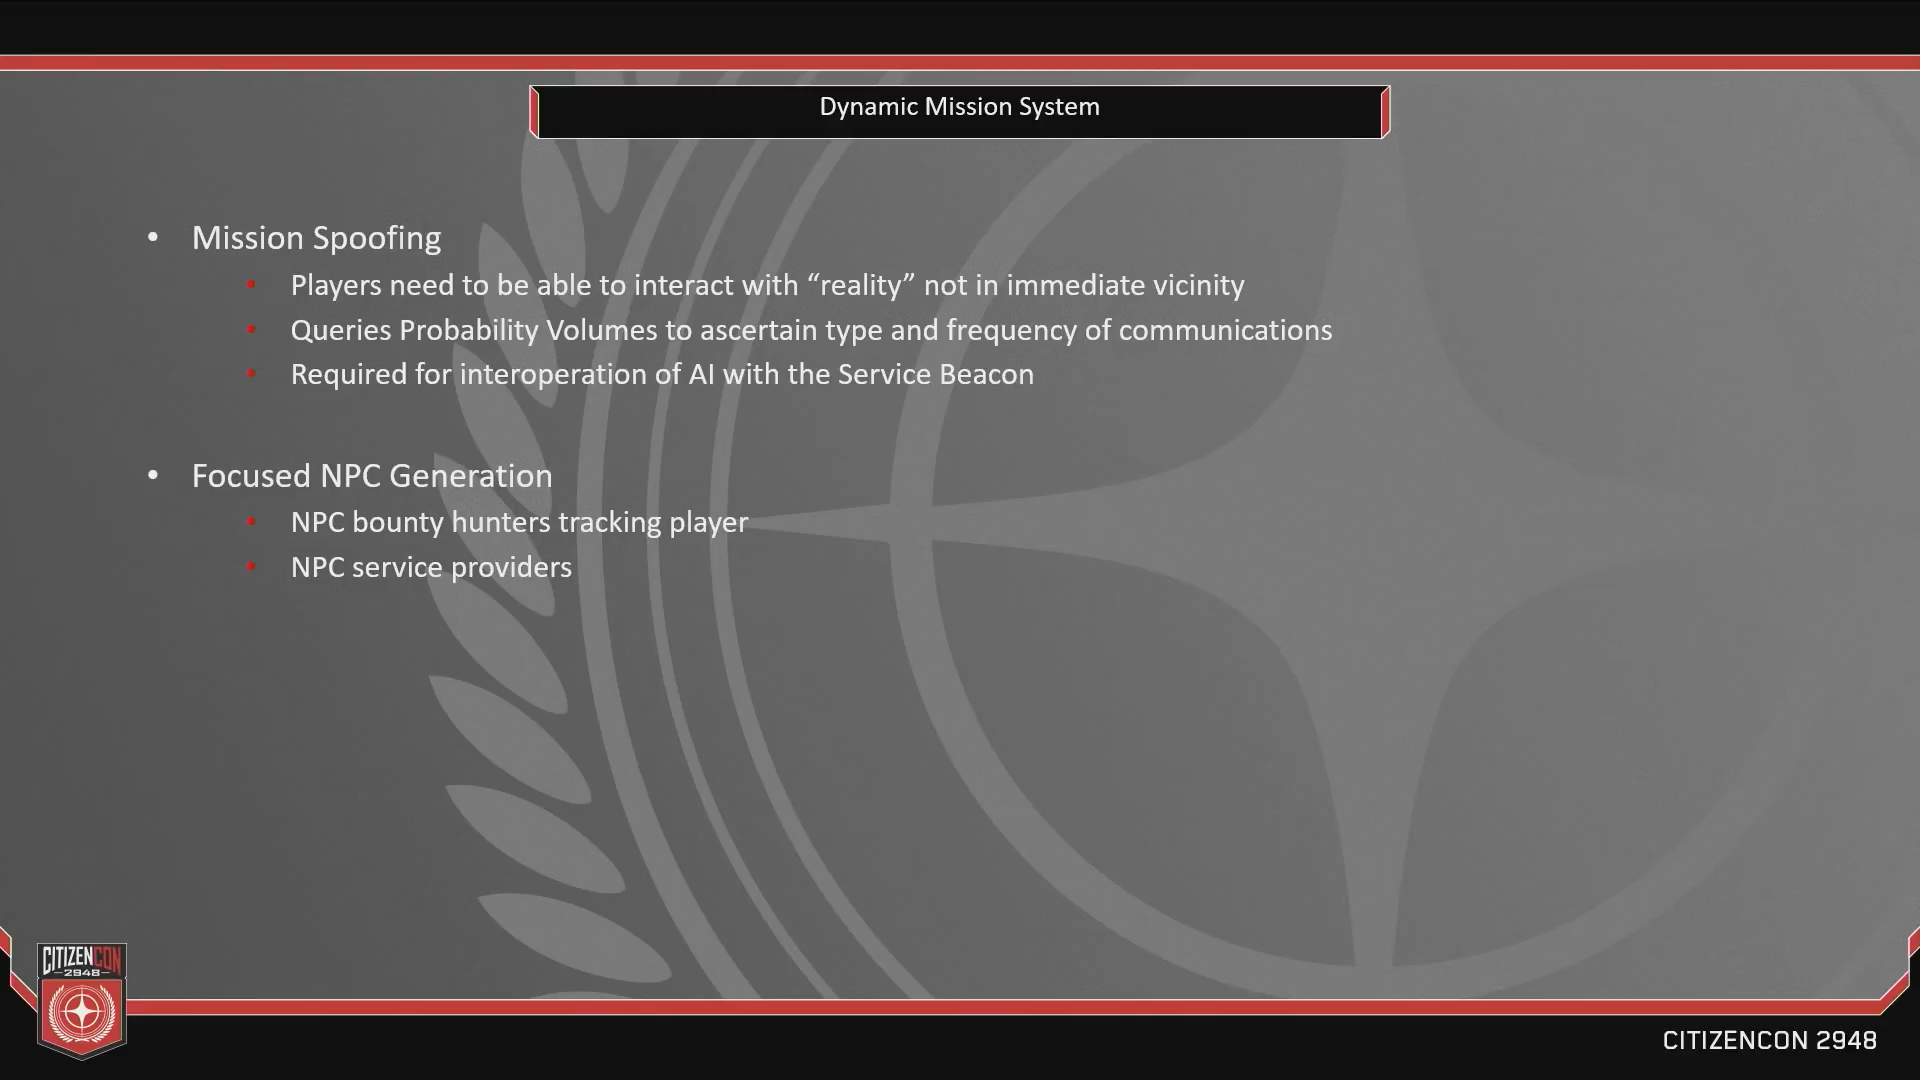 Dynamic Mission System
• Mission Spoofing
• Players need to be able to interact with “reality” not in immediate vicinity
• Queries Probability Volumes to ascertain type and frequency of communications
• Required for interoperation of AI with the Service Beacon
• Focused NPC Generation
• NPC bounty hunters tracking player
• NPC service providers
CITIZENCON
2948
CITIZENCON 2948